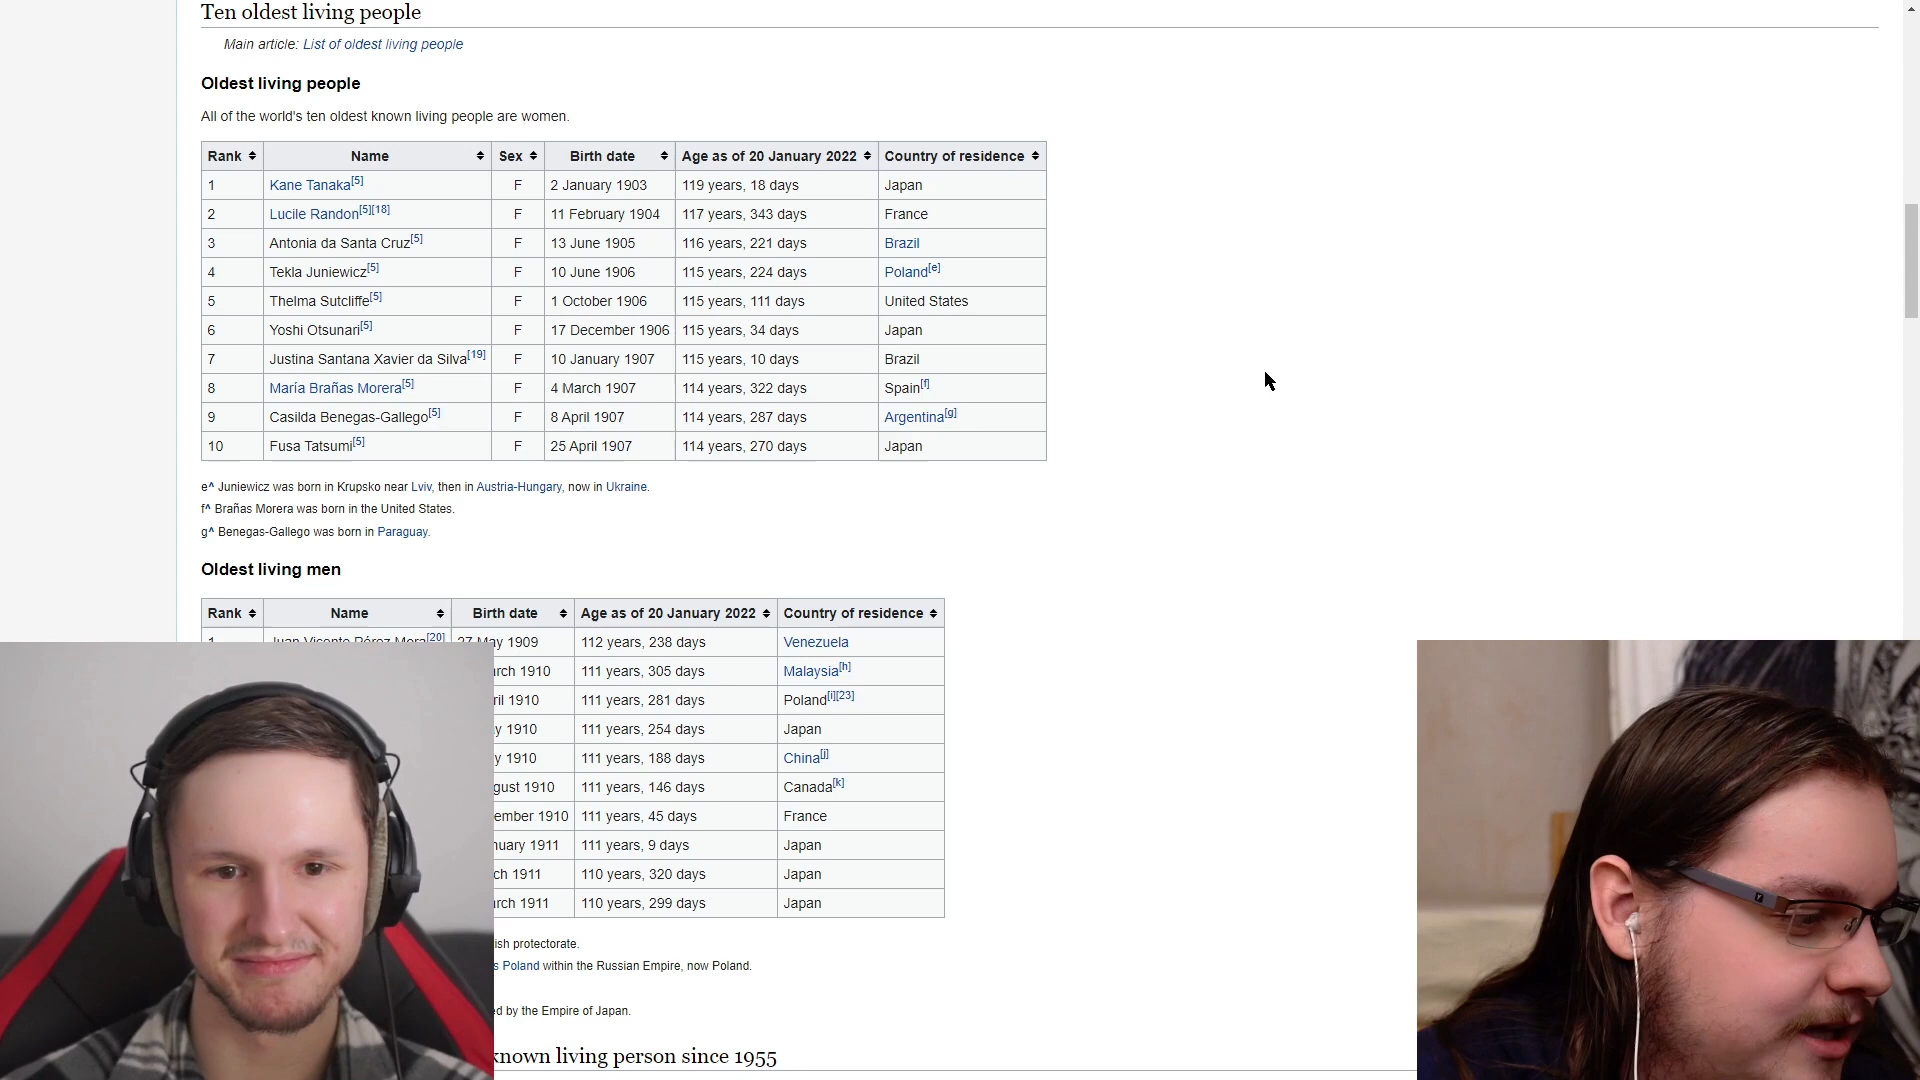 Ten oldest living people
Main article: List of oldest living people
Oldest living people
All of the world's ten oldest known living people are women.
Rank Name Sex Birth date Age as of 20 January 2022 Country of residence
1 Kane Tanaka[5] F 2 January 1903 119 years, 18 days Japan
2 Lucile Randon[5][18] F 11 February 1904 117 years, 343 days France
3 Antonia da Santa Cruz[5] F 13 June 1905 116 years, 221 days Brazil
4 Tekla Juniewicz[5] F 10 June 1906 115 years, 224 days Poland[e]
5 Thelma Sutcliffe[5] F 1 October 1906 115 years, 111 days United States
6 Yoshi Otsunari[5] F 17 December 1906 115 years, 34 days Japan
7 Justina Santana Xavier da Silva[19] F 10 January 1907 115 years, 10 days Brazil
8 María Brañas Morera[5] F 4 March 1907 114 years, 322 days Spain[f]
9 Casilda Benegas-Gallego[5] F 8 April 1907 114 years, 287 days Argentina[g]
10 Fusa Tatsumi[5] F 25 April 1907 114 years, 270 days Japan
e^ Juniewicz was born in Krupsko near Lviv, then in Austria-Hungary, now in Ukraine.
f^ Brañas Morera was born in the United States.
g^ Benegas-Gallego was born in Paraguay.
Oldest living men
Rank Name Birth date Age as of 20 January 2022 Country of residence
1 Juan Vicente Pérez Mora[20] 27 May 1909 112 years, 238 days Venezuela
1910 111 years, 305 days Malaysia[h]
1910 111 years, 281 days Poland[i][23]
1910 111 years, 254 days Japan
1910 111 years, 188 days China[j]
1910 111 years, 146 days Canada[k]
1910 111 years, 45 days France
1911 111 years, 9 days Japan
1911 110 years, 320 days Japan
1911 110 years, 299 days Japan
protectorate.
Poland within the Russian Empire, now Poland.
by the Empire of Japan.
known living person since 1955